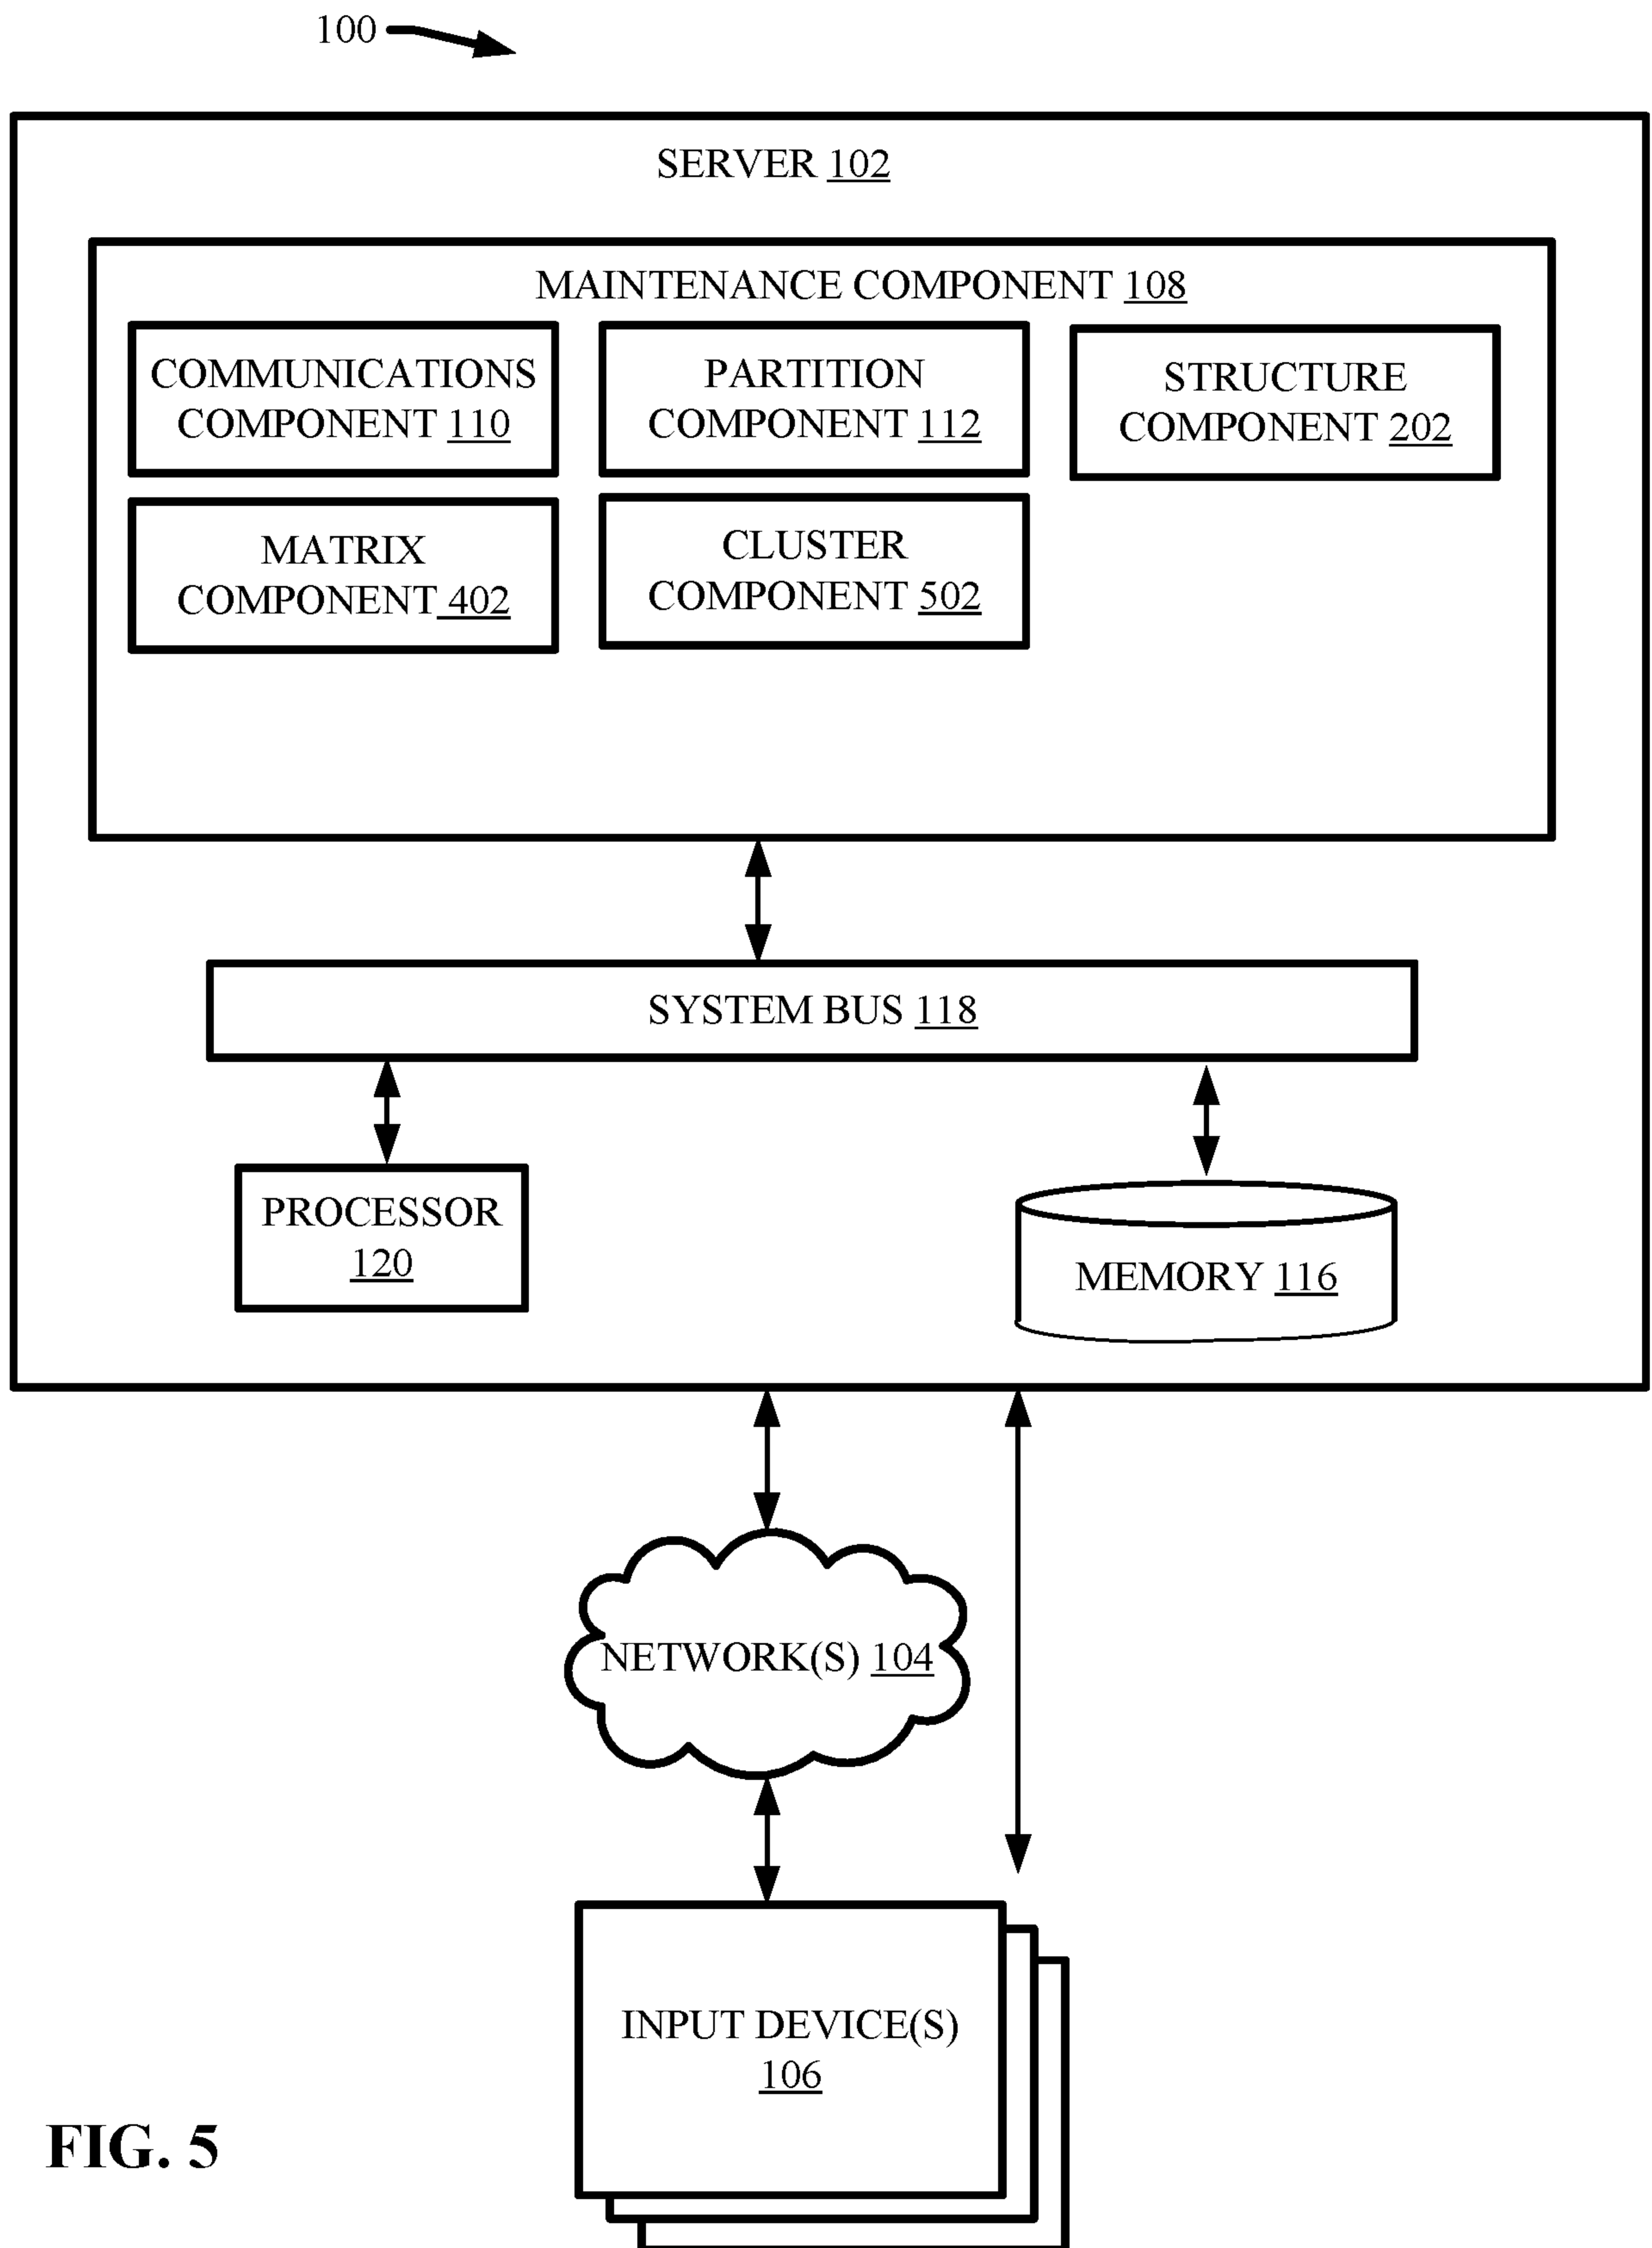 100
SERVER 102
MAINTENANCE COMPONENT 108
COMMUNICATIONS
COMPONENT 110
PARTITION
COMPONENT 112
STRUCTURE
COMPONENT 202
MATRIX
COMPONENT 402
CLUSTER
COMPONENT 502
SYSTEM BUS 118
PROCESSOR
120
MEMORY 116
NETWORK(S) 104
INPUT DEVICE(S)
106
FIG. 5